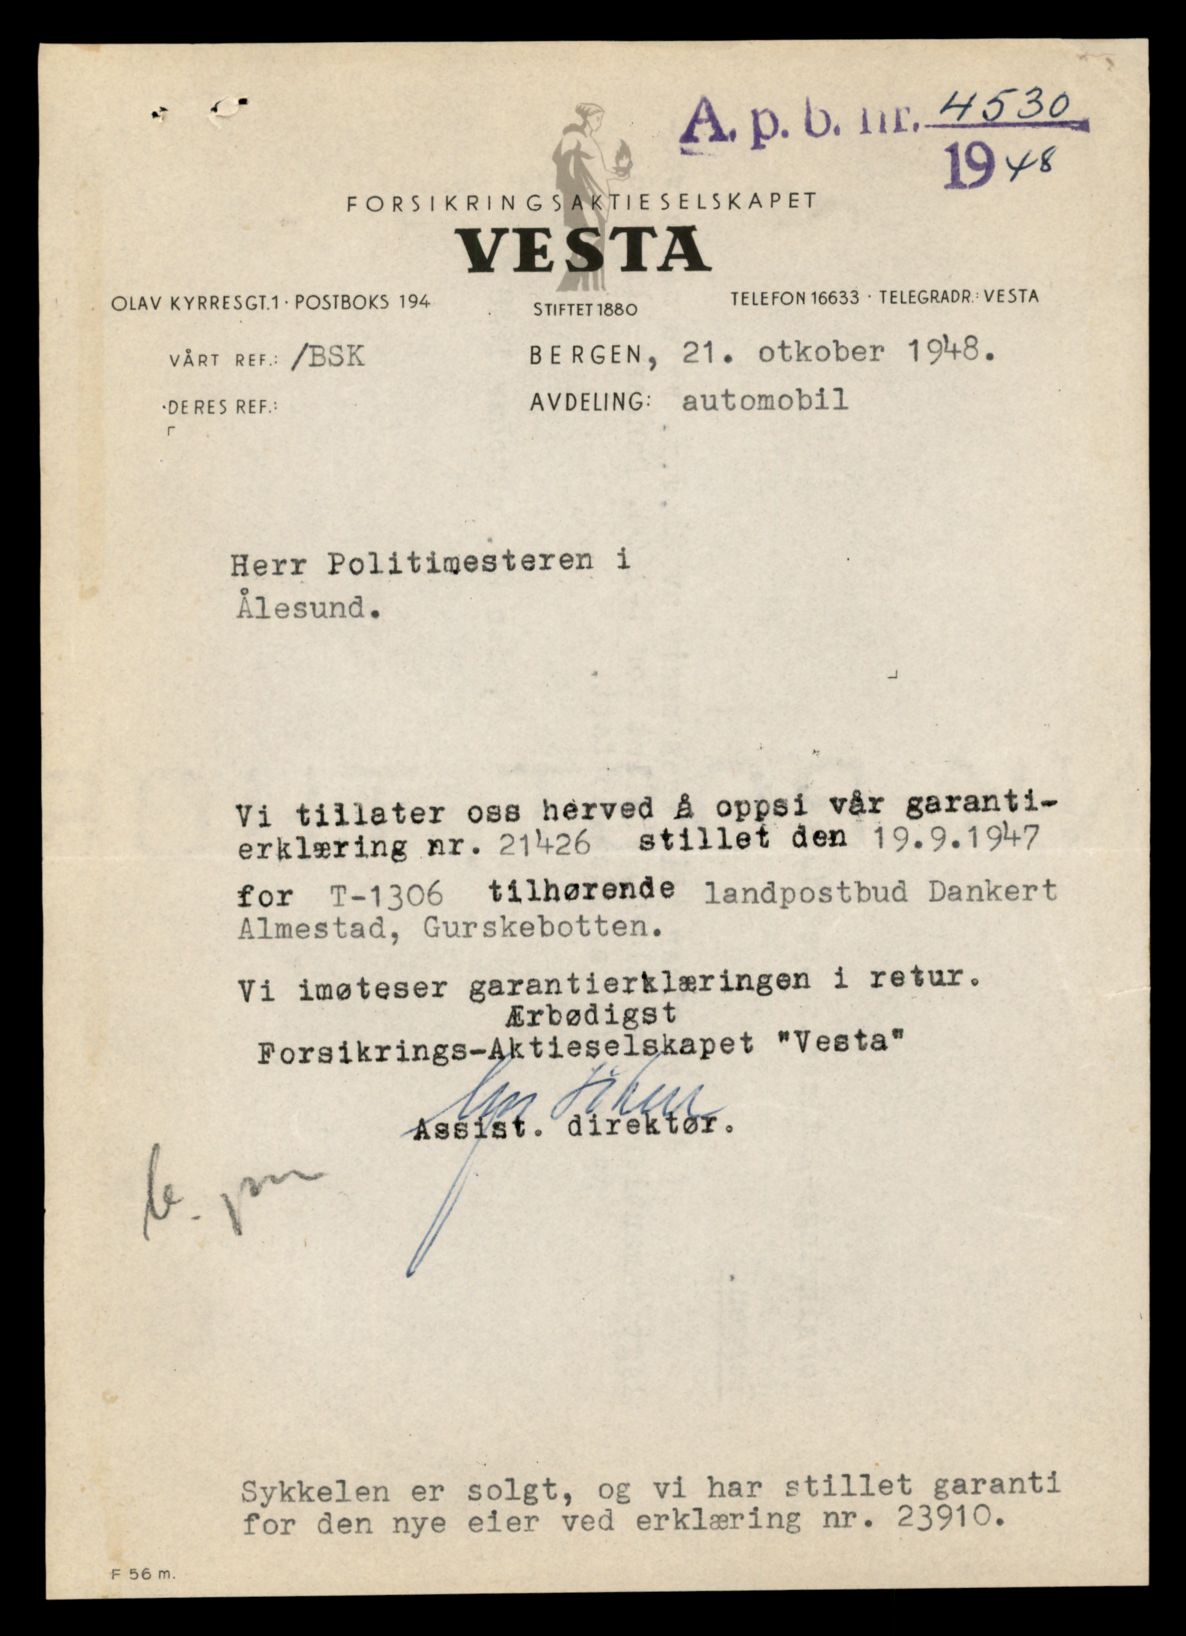 A. p. b. nr. 4530
1948
FORSIKRINGSAKTIESELSKAPET
VESTA
OLAV KYRRESGT.1 · POSTBOKS 194
STIFTET 1880
TELEFON 16633 · TELEGRADR.: VESTA
VÅRT REF.: /BSK
BERGEN, 21. otkober 1948.
DERES REF.:
AVDELING: automobil
Herr Politimesteren i
Ålesund.
Vi tillater oss herved å oppsi vår garanti-
erklæring nr. 21426 stillet den 19.9.1947
for T-1306 tilhørende landpostbud Dankert
Almestad, Gurskebotten.
Vi imøteser garantierklæringen i retur.
Ærbødigst
Forsikrings-Aktieselskapet "Vesta"
Assist. direktør.
Sykkelen er solgt, og vi har stillet garanti
for den nye eier ved erklæring nr. 23910.
F 56 m.